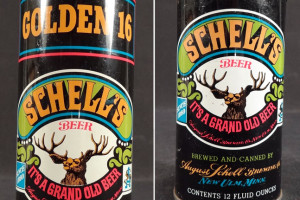 GOLDEN 16
SCHELL'S
BEER
IT'S A GRAND OLD BEER
SCHELL'S
BEER
IT'S A GRAND OLD BEER
BREWED AND CANNED BY
August Schell Brewing Co.
NEW ULM, MINN.
CONTENTS 12 FLUID OUNCES